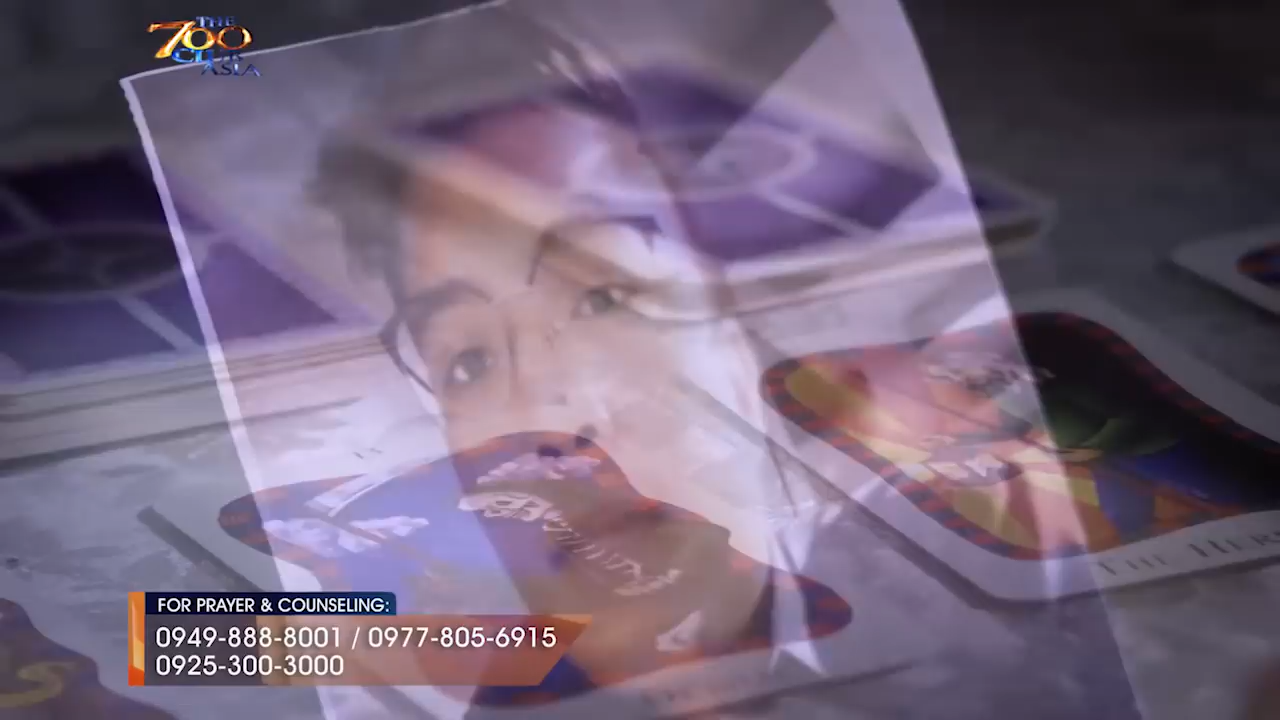 THE
700
CLUB
ASIA
FOR PRAYER & COUNSELING:
0949-888-8001 / 0977-805-6915
0925-300-3000